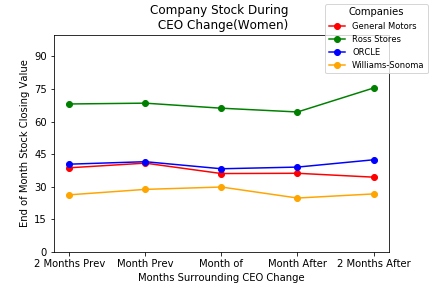 Company Stock During
CEO Change(Women)
Companies
General Motors
Ross Stores
ORCLE
Williams-Sonoma
End of Month Stock Closing Value
90
75
60
45
30
15
0
2 Months Prev
Month Prev
Month of
Month After
2 Months After
Months Surrounding CEO Change